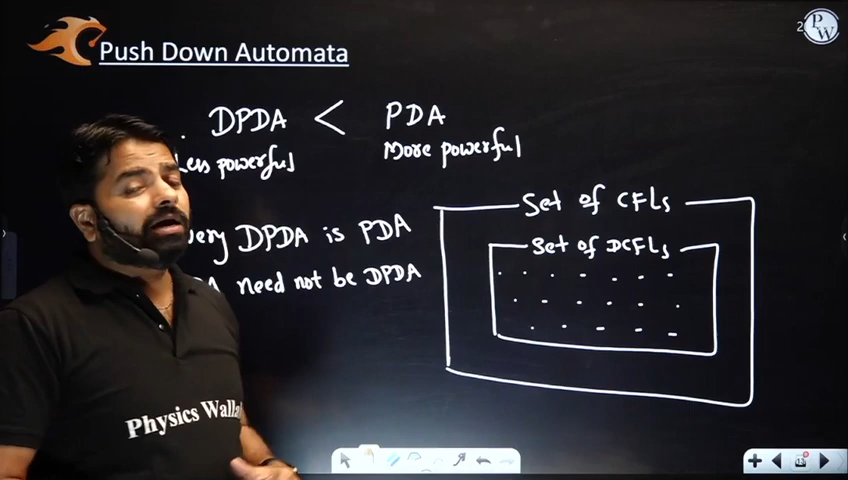 Push Down Automata
PW
DPDA < PDA
Less powerful
More powerful
DPDA is PDA
need not be DPDA
Set of CFLs
Set of DCFLs
Physics Walla
13